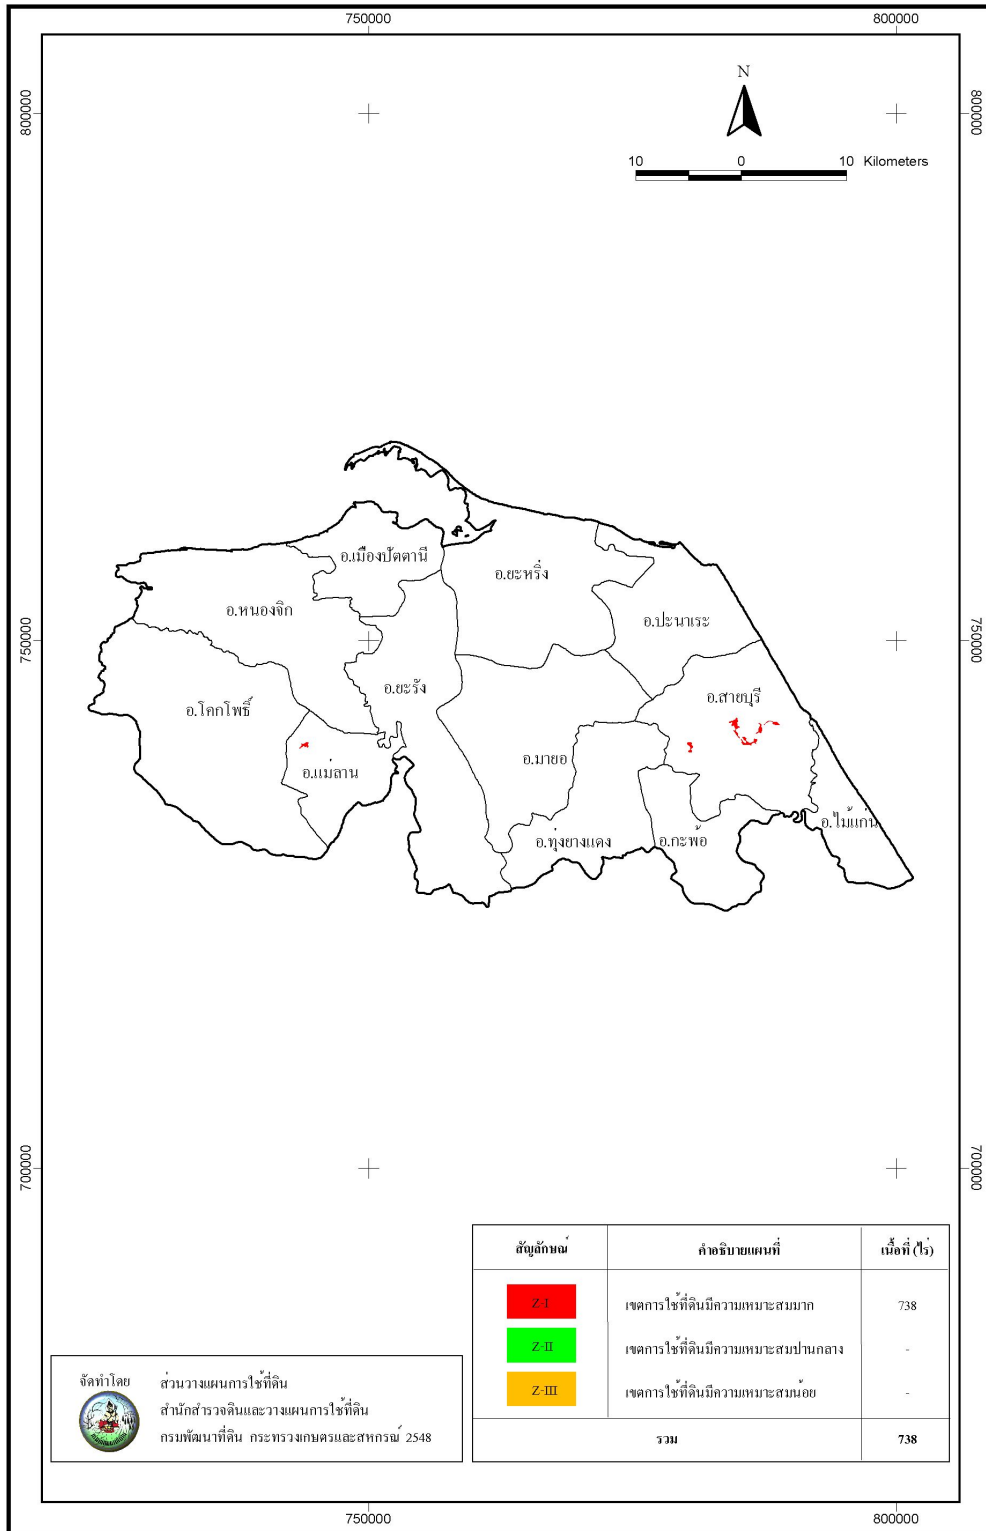 750000 800000
N
800000 800000
10 0 10 Kilometers
อ.เมืองปัตตานี
อ.ยะหริ่ง
อ.หนองจิก
อ.ปะนาเระ
750000 750000
อ.ยะรัง
อ.สายบุรี
อ.โคกโพธิ์
อ.มายอ
อ.แม่ลาน
อ.ไม้แก่น
อ.ทุ่งยางแดง
อ.กะพ้อ
700000 700000
สัญลักษณ์ คำอธิบายแผนที่ เนื้อที่ (ไร่)
Z-I เขตการใช้ที่ดินมีความเหมาะสมมาก 738
Z-II เขตการใช้ที่ดินมีความเหมาะสมปานกลาง -
Z-III เขตการใช้ที่ดินมีความเหมาะสมน้อย -
รวม 738
จัดทำโดย ส่วนวางแผนการใช้ที่ดิน
สำนักสำรวจดินและวางแผนการใช้ที่ดิน
กรมพัฒนาที่ดิน กระทรวงเกษตรและสหกรณ์ 2548
750000 800000